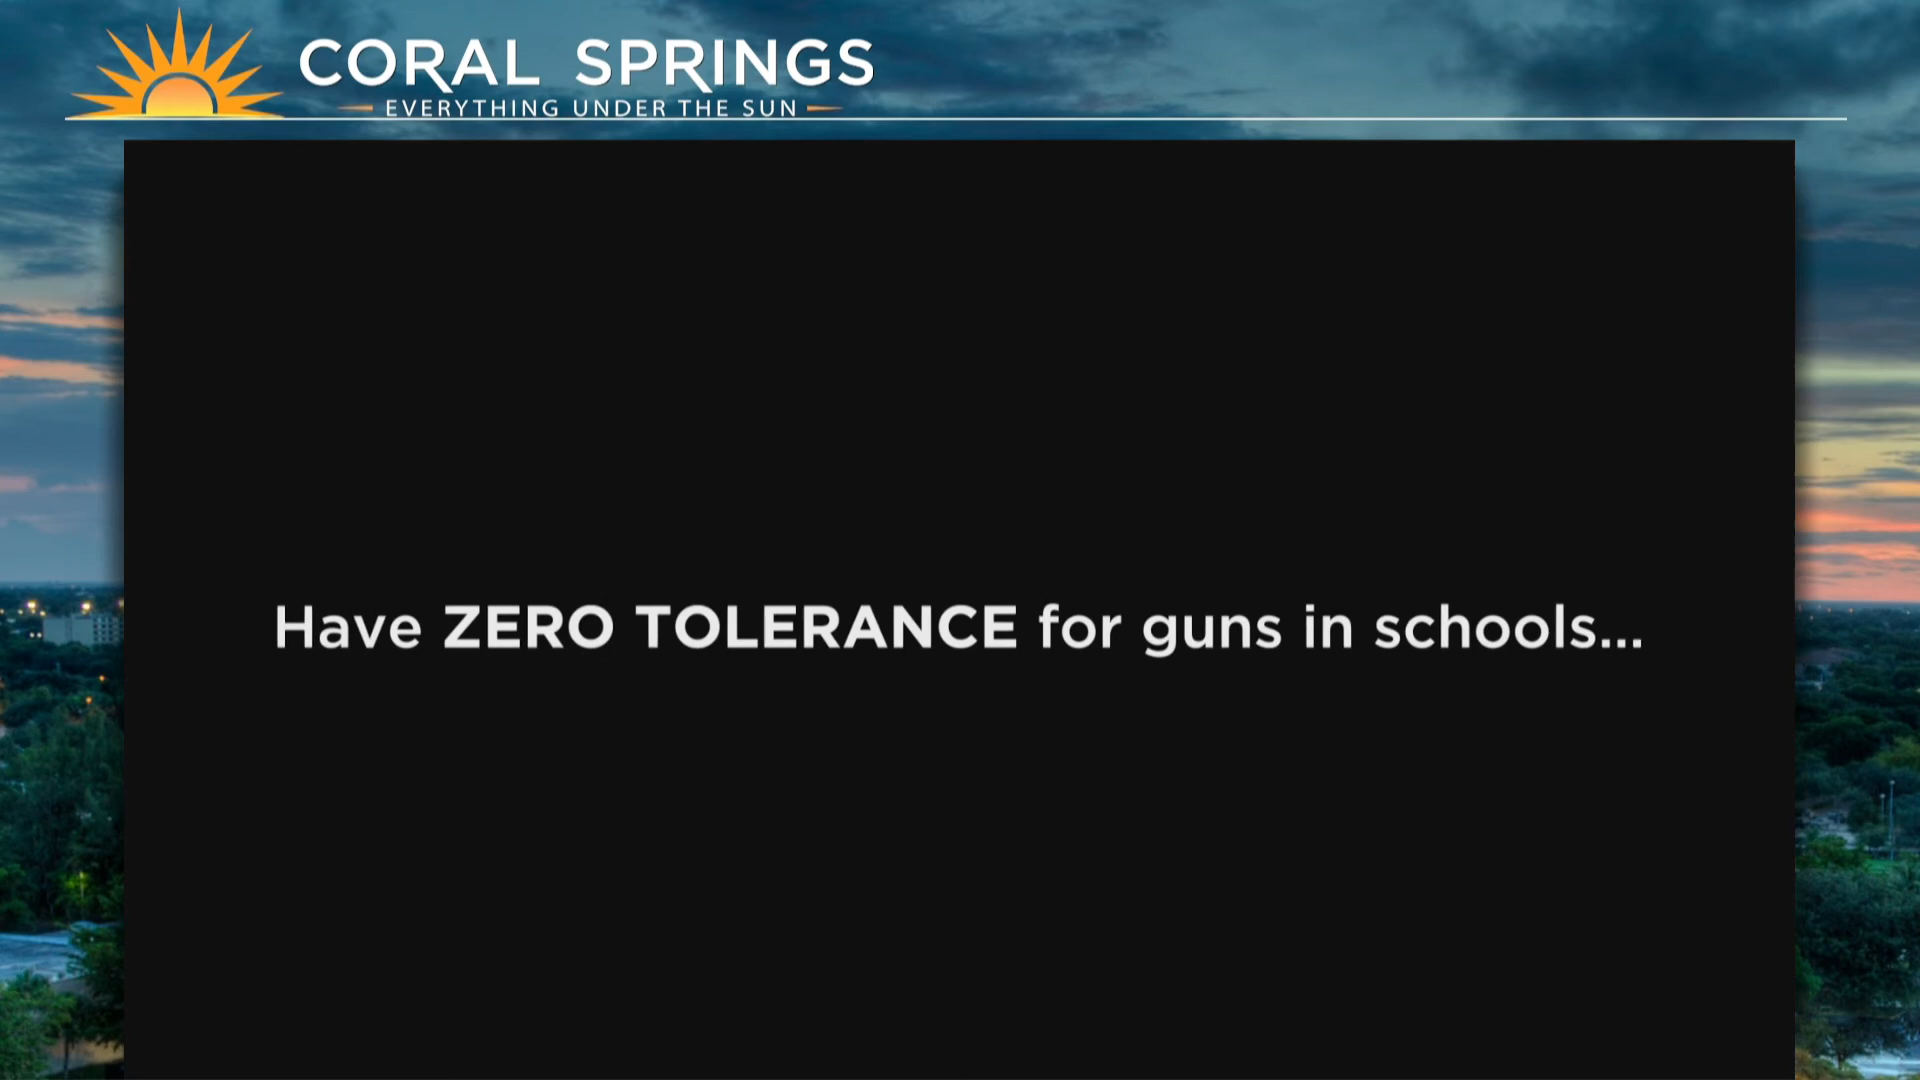 CORAL SPRINGS
EVERYTHING UNDER THE SUN
Have ZERO TOLERANCE for guns in schools...